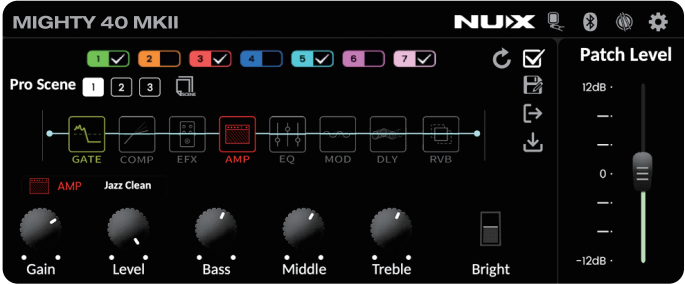 MIGHTY 40 MKII
NUX
1 2 3 4 5 6 7
Pro Scene 1 2 3
SCENE
GATE COMP EFX AMP EQ MOD DLY RVB
AMP Jazz Clean
Gain Level Bass Middle Treble Bright
Patch Level
12dB
0
-12dB